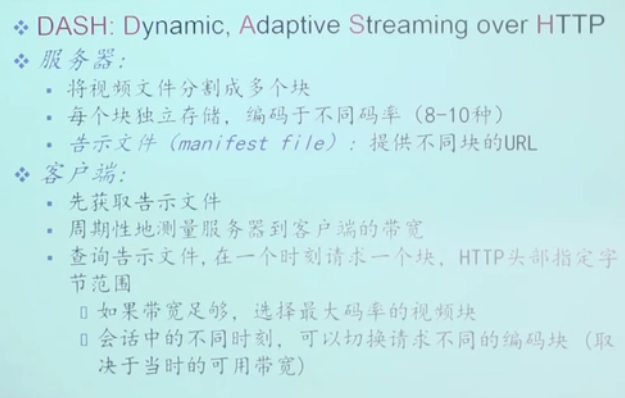 DASH: Dynamic, Adaptive Streaming over HTTP
服务器:
将视频文件分割成多个块
每个块独立存储，编码于不同码率（8-10种）
告示文件（manifest file）: 提供不同块的URL
客户端:
先获取告示文件
周期性地测量服务器到客户端的带宽
查询告示文件,在一个时刻请求一个块，HTTP头部指定字
节范围
如果带宽足够，选择最大码率的视频块
会话中的不同时刻，可以切换请求不同的编码块（取
决于当时的可用带宽）